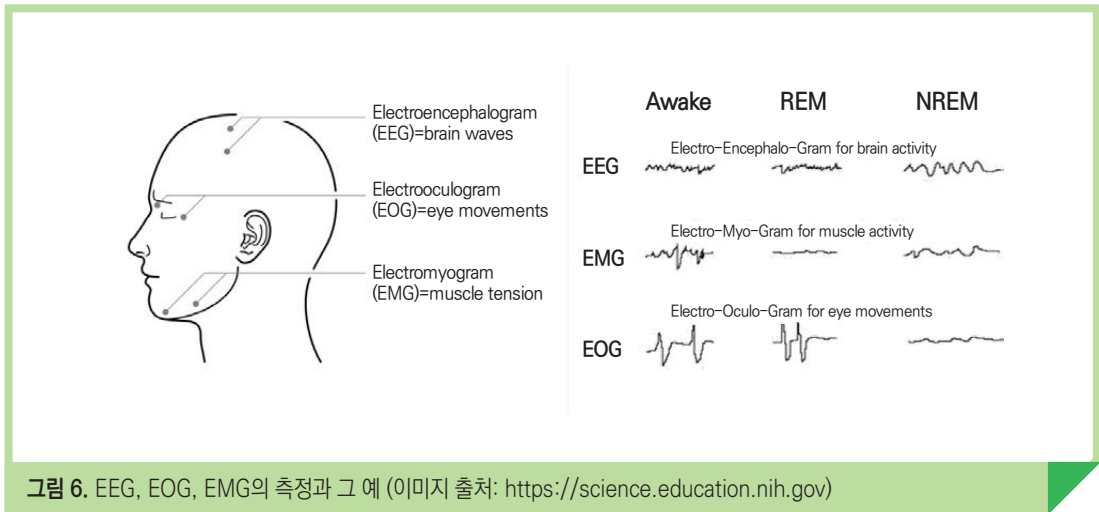 Electroencephalogram
(EEG)=brain waves
Electrooculogram
(EOG)=eye movements
Electromyogram
(EMG)=muscle tension
Awake REM NREM
Electro-Encephalo-Gram for brain activity
EEG
Electro-Myo-Gram for muscle activity
EMG
Electro-Oculo-Gram for eye movements
EOG
그림 6. EEG, EOG, EMG의 측정과 그 예 (이미지 출처: https://science.education.nih.gov)